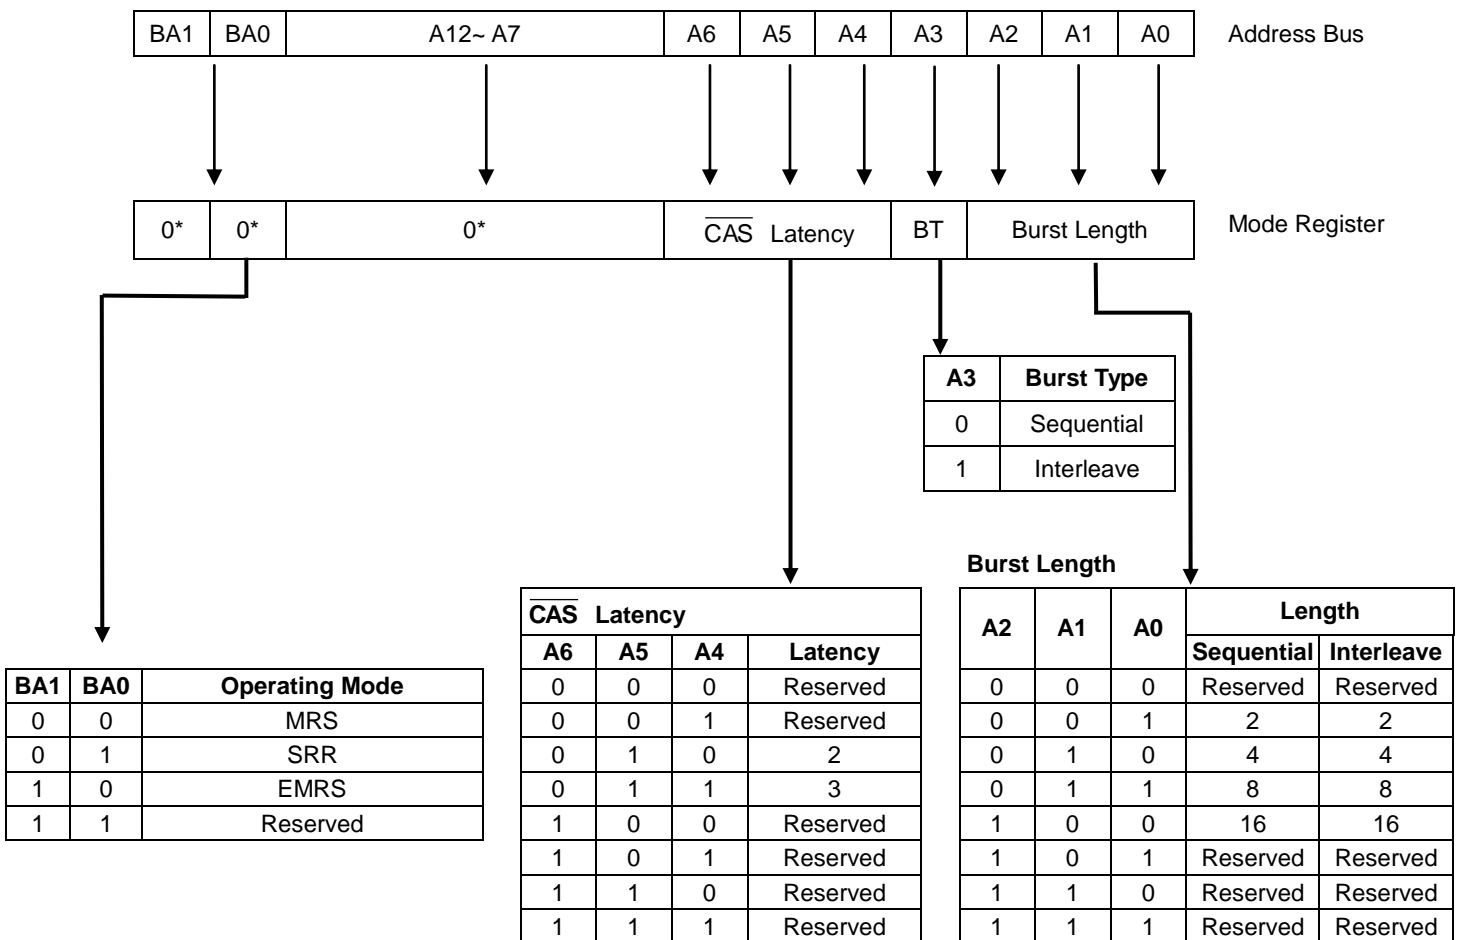 BA1 BA0 A12~ A7 A6 A5 A4 A3 A2 A1 A0 Address Bus
0* 0* 0* CAS Latency BT Burst Length Mode Register
A3 Burst Type
0 Sequential
1 Interleave
BA1 BA0 Operating Mode
0 0 MRS
0 1 SRR
1 0 EMRS
1 1 Reserved
CAS Latency
A6 A5 A4 Latency
0 0 0 Reserved
0 0 1 Reserved
0 1 0 2
0 1 1 3
1 0 0 Reserved
1 0 1 Reserved
1 1 0 Reserved
1 1 1 Reserved
Burst Length
A2 A1 A0 Length
Sequential Interleave
0 0 0 Reserved Reserved
0 0 1 2 2
0 1 0 4 4
0 1 1 8 8
1 0 0 16 16
1 0 1 Reserved Reserved
1 1 0 Reserved Reserved
1 1 1 Reserved Reserved